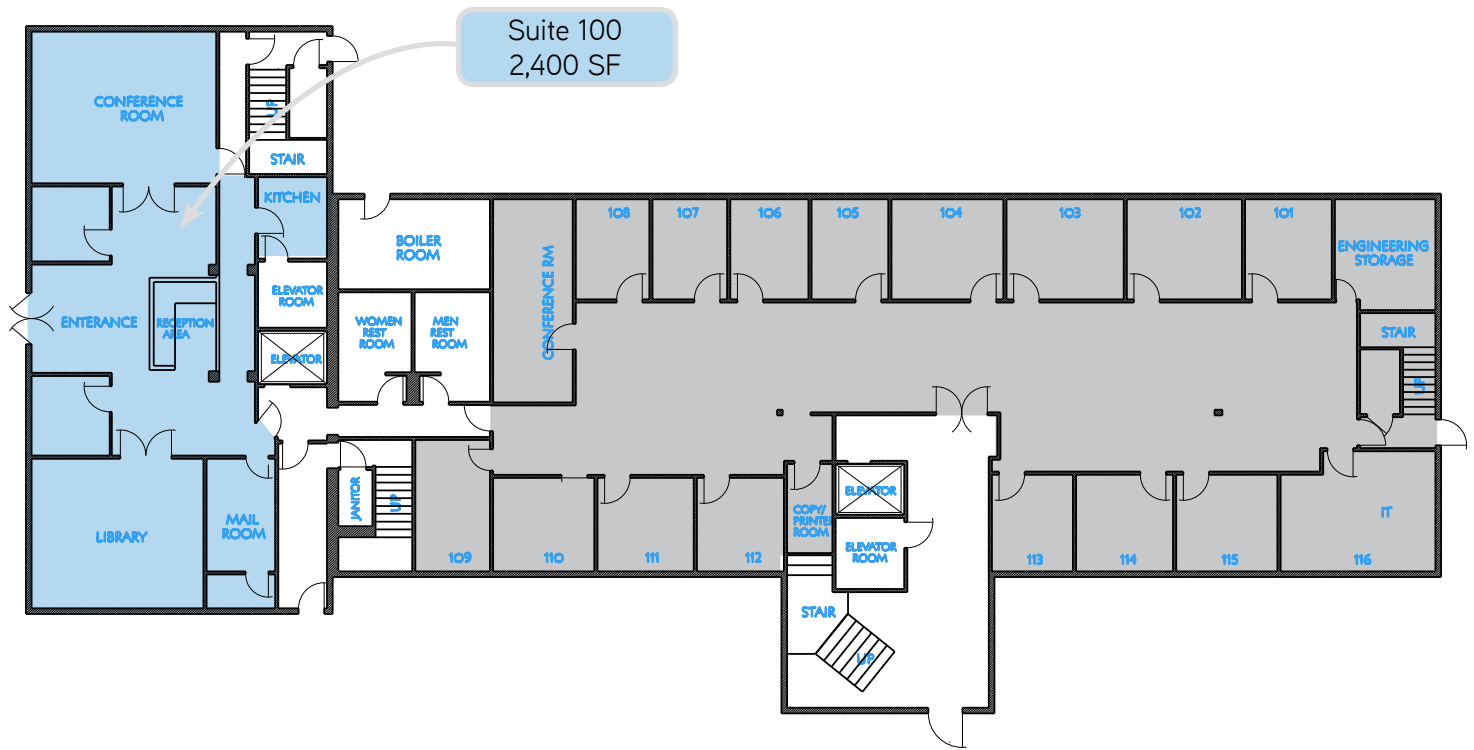 Suite 100
2,400 SF
CONFERENCE
ROOM
UP
STAIR
KITCHEN
BOILER
ROOM
ELEVATOR
ROOM
ENTERANCE
RECEPTION
AREA
ELEVATOR
WOMEN
REST
ROOM
MEN
REST
ROOM
CONFERENCE RM
108
107
106
105
104
103
102
101
ENGINEERING
STORAGE
STAIR
UP
LIBRARY
MAIL
ROOM
JANITOR
UP
109
110
111
112
COPY/
PRINTER
ROOM
ELEVATOR
ELEVATOR
ROOM
STAIR
UP
113
114
115
IT
116